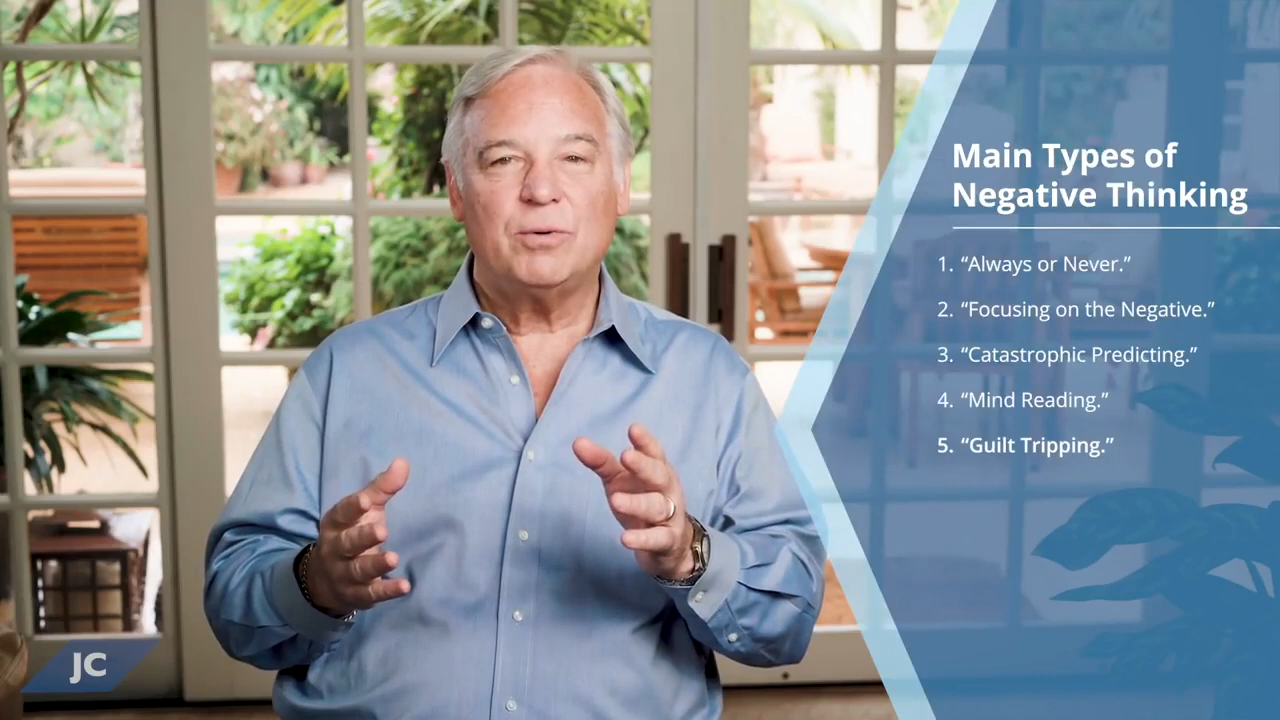 Main Types of
Negative Thinking
1. “Always or Never.”
2. “Focusing on the Negative.”
3. “Catastrophic Predicting.”
4. “Mind Reading.”
5. “Guilt Tripping.”
JC